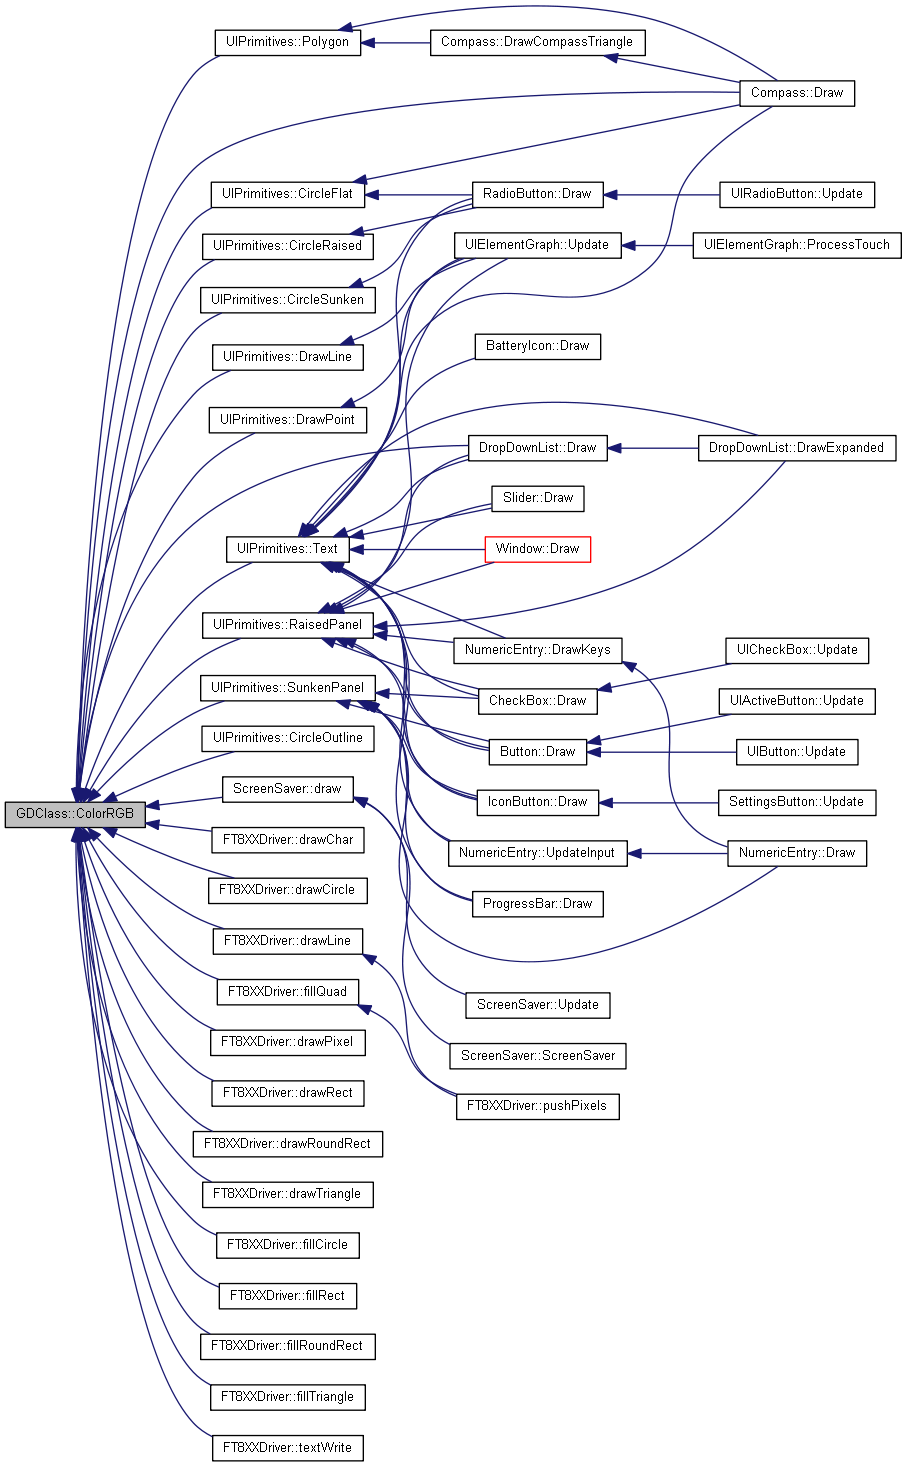 UIPrimitives::Polygon
Compass::DrawCompassTriangle
Compass::Draw
UIPrimitives::CircleFlat
RadioButton::Draw
UIRadioButton::Update
UIPrimitives::CircleRaised
UIElementGraph::Update
UIElementGraph::ProcessTouch
UIPrimitives::CircleSunken
UIPrimitives::DrawLine
BatteryIcon::Draw
UIPrimitives::DrawPoint
DropDownList::Draw
DropDownList::DrawExpanded
Slider::Draw
UIPrimitives::Text
Window::Draw
UIPrimitives::RaisedPanel
NumericEntry::DrawKeys
UICheckBox::Update
UIPrimitives::SunkenPanel
CheckBox::Draw
UIActiveButton::Update
UIPrimitives::CircleOutline
Button::Draw
UIButton::Update
ScreenSaver::draw
IconButton::Draw
SettingsButton::Update
GDClass::ColorRGB
FT8XXDriver::drawChar
NumericEntry::UpdateInput
NumericEntry::Draw
FT8XXDriver::drawCircle
ProgressBar::Draw
FT8XXDriver::drawLine
FT8XXDriver::fillQuad
ScreenSaver::Update
FT8XXDriver::drawPixel
ScreenSaver::ScreenSaver
FT8XXDriver::drawRect
FT8XXDriver::pushPixels
FT8XXDriver::drawRoundRect
FT8XXDriver::drawTriangle
FT8XXDriver::fillCircle
FT8XXDriver::fillRect
FT8XXDriver::fillRoundRect
FT8XXDriver::fillTriangle
FT8XXDriver::textWrite